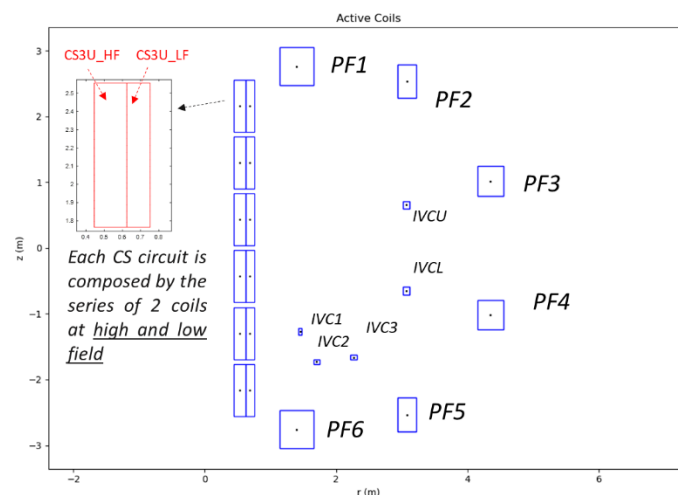 Active Coils
CS3U_HF
CS3U_LF
2.5
2.4
2.3
2.2
2.1
2
1.9
1.8
0.4 0.5 0.6 0.7 0.8
Each CS circuit is
composed by the
series of 2 coils
at high and low
field
PF1
PF2
PF3
IVCU
IVCL
PF4
IVC1
IVC2
IVC3
PF5
PF6
z (m)
3
2
1
0
−1
−2
−3
−2 0 2 4 6
r (m)